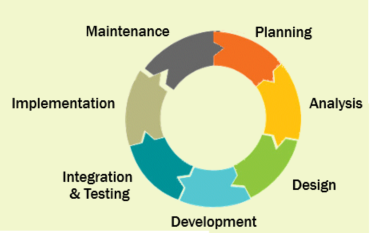 Maintenance
Planning
Analysis
Design
Development
Integration
& Testing
Implementation